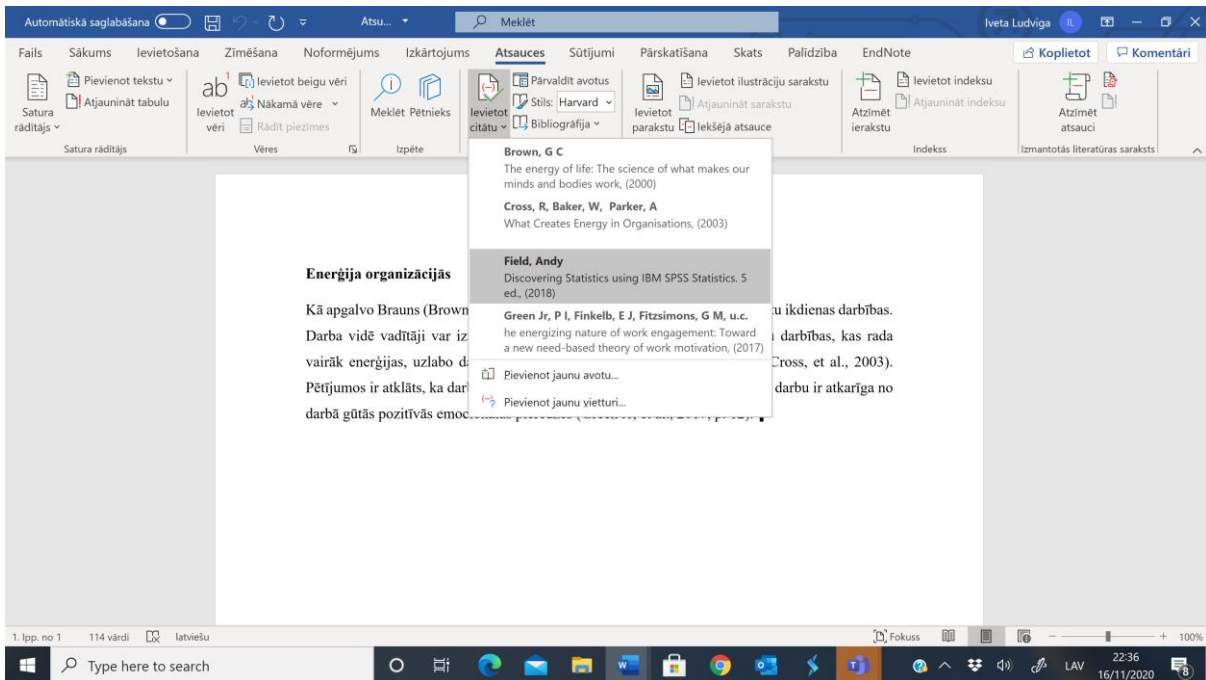 Automātiskā saglabāšana
Atsu...
Meklēt
Iveta Ludviga
IL
Fails Sākums Ievietošana Zīmēšana Noformējums Izkārtojums Atsauces Sūtījumi Pārskatīšana Skats Palīdzība EndNote Koplietot Komentāri
Satura rādītājs
Pievienot tekstu
Atjaunināt tabulu
Satura rādītājs
ab1
Ievietot vēri
Ievietot beigu vēri
Nākamā vēre
Rādīt piezīmes
Vēres
Meklēt
Pētnieks
Izpēte
Ievietot citātu
Pārvaldīt avotus
Stils: Harvard
Bibliogrāfija
Ievietot parakstu
Ievietot ilustrāciju sarakstu
Atjaunināt sarakstu
Iekšējā atsauce
Atzīmēt ierakstu
Ievietot indeksu
Atjaunināt indeksu
Indekss
Atzīmēt atsauci
Izmantotās literatūras saraksts
Brown, G C
The energy of life: The science of what makes our
minds and bodies work, (2000)
Cross, R, Baker, W, Parker, A
What Creates Energy in Organisations, (2003)
Field, Andy
Discovering Statistics using IBM SPSS Statistics. 5
ed., (2018)
Green Jr, P I, Finkelb, E J, Fitzsimons, G M, u.c.
he energizing nature of work engagement: Toward
a new need-based theory of work motivation, (2017)
Pievienot jaunu avotu...
Pievienot jaunu vietturi...
Enerģija organizācijās
Kā apgalvo Brauns (Brown u ikdienas darbības.
Darba vidē vadītāji var iz darbības, kas rada
vairāk enerģijas, uzlabo d Cross, et al., 2003).
Pētījumos ir atklāts, ka dar darbu ir atkarīga no
darbā gūtās pozitīvās
1. lpp. no 1 114 vārdi latviešu Fokuss 100%
Type here to search
LAV
22:36
16/11/2020
8